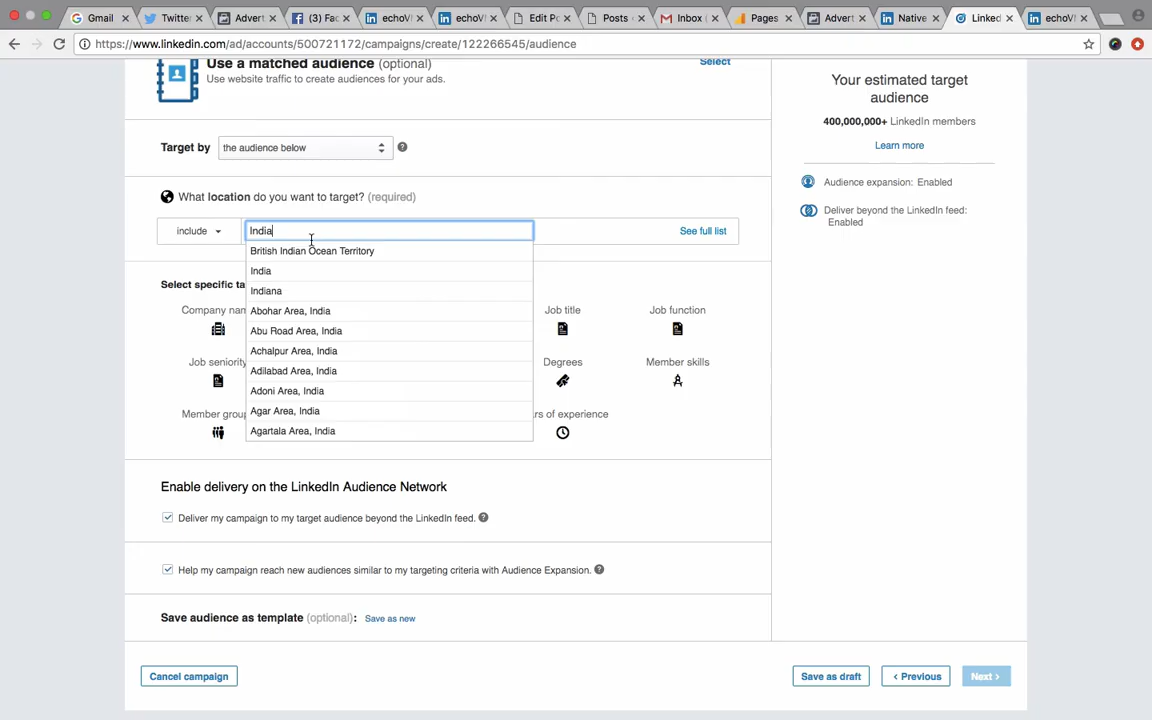 Gmail
Twitte
Advert
(3) Fac
echoV
echoV
Edit Po
Posts
Inbox (
Pages
Advert
Native
Linked
echoV
https://www.linkedin.com/ad/accounts/500721172/campaigns/create/122266545/audience
Use a matched audience (optional)
Select
Use website traffic to create audiences for your ads.
Target by
the audience below
What location do you want to target? (required)
include
India
See full list
British Indian Ocean Territory
India
Indiana
Abohar Area, India
Abu Road Area, India
Achalpur Area, India
Adilabad Area, India
Adoni Area, India
Agar Area, India
Agartala Area, India
Select specific ta
Company nam
Job title
Job function
Job seniority
Degrees
Member skills
Member group
rs of experience
Enable delivery on the LinkedIn Audience Network
Deliver my campaign to my target audience beyond the LinkedIn feed.
Help my campaign reach new audiences similar to my targeting criteria with Audience Expansion.
Save audience as template (optional): Save as new
Cancel campaign
Save as draft
‹ Previous
Next ›
Your estimated target
audience
400,000,000+ LinkedIn members
Learn more
Audience expansion: Enabled
Deliver beyond the LinkedIn feed:
Enabled